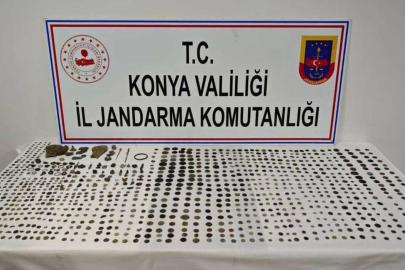 T.C.
KONYA VALİLİĞİ
İL JANDARMA KOMUTANLIĞI